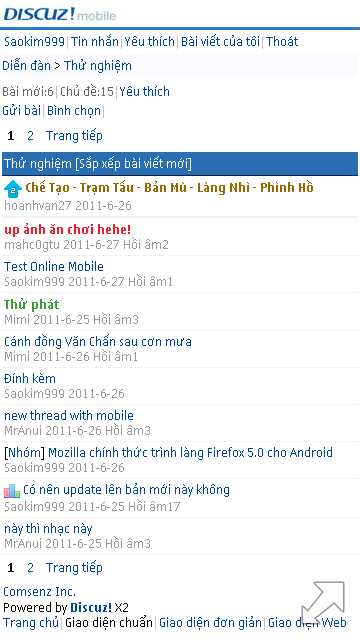 DISCUZ! mobile
Saokim999|Tin nhắn|Yêu thích|Bài viết của tôi|Thoát
Diễn đàn > Thử nghiệm
Bài mới:6|Chủ đề:15|Yêu thích
Gửi bài|Bình chọn|
1 2 Trang tiếp
Thử nghiệm [Sắp xếp bài viết mới]
Chế Tạo - Trạm Tấu - Bản Mù - Làng Nhì - Phình Hồ
hoanhvan27 2011-6-26
up ảnh ăn chơi hehe!
mahc0gtu 2011-6-27 Hồi âm2
Test Online Mobile
Saokim999 2011-6-27 Hồi âm1
Thử phát
Mimi 2011-6-25 Hồi âm3
Cánh đồng Văn Chấn sau cơn mưa
Mimi 2011-6-26 Hồi âm1
Đính kèm
Saokim999 2011-6-26
new thread with mobile
MrAnui 2011-6-26 Hồi âm3
[Nhóm] Mozilla chính thức trình làng Firefox 5.0 cho Android
Saokim999 2011-6-26
Có nên update lên bản mới này không
Saokim999 2011-6-25 Hồi âm17
này thì nhạc này
MrAnui 2011-6-25 Hồi âm3
1 2 Trang tiếp
Comsenz Inc.
Powered by Discuz! X2
Trang chủ|Giao diện chuẩn|Giao diện đơn giản|Giao diện Web